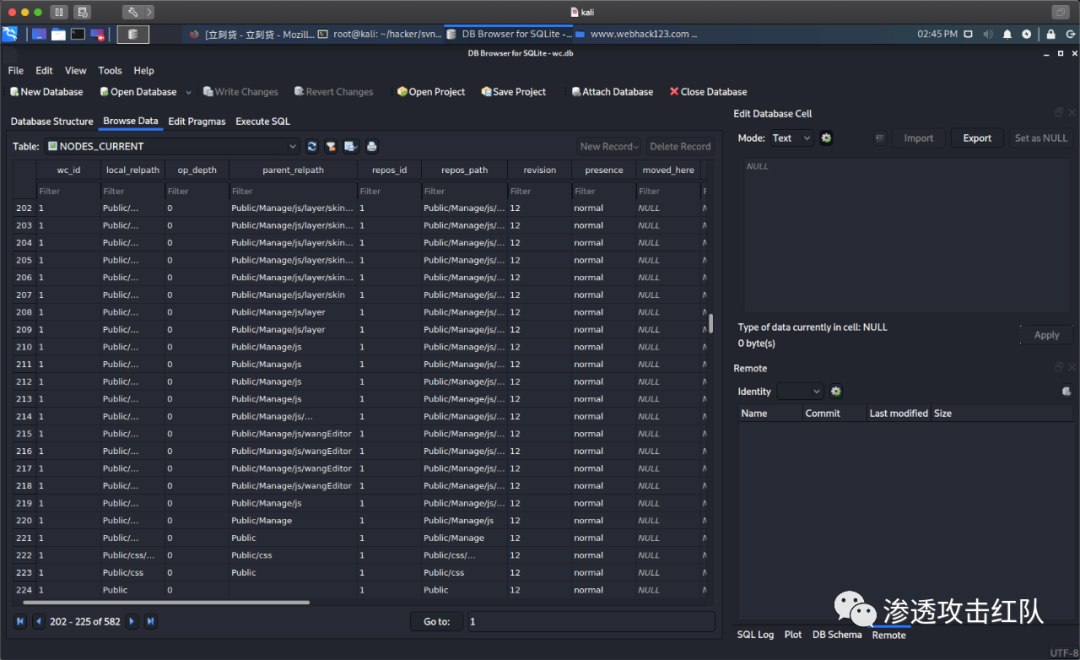 kali
[立刻贷 - 立刻贷 - Mozill... root@kali: ~/hacker/svn... DB Browser for SQLite -... www.webhack123.com ... 02:45 PM
DB Browser for SQLite - wc.db
File Edit View Tools Help
New Database Open Database Write Changes Revert Changes Open Project Save Project Attach Database Close Database
Database Structure Browse Data Edit Pragmas Execute SQL
Table: NODES_CURRENT New Record Delete Record
wc_id local_relpath op_depth parent_relpath repos_id repos_path revision presence moved_here
Filter Filter Filter Filter Filter Filter Filter Filter Filter F
202 1 Public/... 0 Public/Manage/js/layer/skin... 1 Public/Manage/js/... 12 normal NULL
203 1 Public/... 0 Public/Manage/js/layer/skin... 1 Public/Manage/js/... 12 normal NULL
204 1 Public/... 0 Public/Manage/js/layer/skin... 1 Public/Manage/js/... 12 normal NULL
205 1 Public/... 0 Public/Manage/js/layer/skin... 1 Public/Manage/js/... 12 normal NULL
206 1 Public/... 0 Public/Manage/js/layer/skin... 1 Public/Manage/js/... 12 normal NULL
207 1 Public/... 0 Public/Manage/js/layer/skin 1 Public/Manage/js/... 12 normal NULL
208 1 Public/... 0 Public/Manage/js/layer 1 Public/Manage/js/... 12 normal NULL
209 1 Public/... 0 Public/Manage/js/layer 1 Public/Manage/js/... 12 normal NULL
210 1 Public/... 0 Public/Manage/js 1 Public/Manage/js/... 12 normal NULL
211 1 Public/... 0 Public/Manage/js 1 Public/Manage/js/... 12 normal NULL
212 1 Public/... 0 Public/Manage/js 1 Public/Manage/js/... 12 normal NULL
213 1 Public/... 0 Public/Manage/js 1 Public/Manage/js/... 12 normal NULL
214 1 Public/... 0 Public/Manage/js/... 1 Public/Manage/js/... 12 normal NULL
215 1 Public/... 0 Public/Manage/js/wangEditor 1 Public/Manage/js/... 12 normal NULL
216 1 Public/... 0 Public/Manage/js/wangEditor 1 Public/Manage/js/... 12 normal NULL
217 1 Public/... 0 Public/Manage/js/wangEditor 1 Public/Manage/js/... 12 normal NULL
218 1 Public/... 0 Public/Manage/js/wangEditor 1 Public/Manage/js/... 12 normal NULL
219 1 Public/... 0 Public/Manage/js 1 Public/Manage/js/... 12 normal NULL
220 1 Public/... 0 Public/Manage 1 Public/Manage/js 12 normal NULL
221 1 Public/... 0 Public 1 Public/Manage 12 normal NULL
222 1 Public/css/... 0 Public/css 1 Public/css/... 12 normal NULL
223 1 Public/css 0 Public 1 Public/css 12 normal NULL
224 1 Public 0 1 Public 12 normal NULL
202 - 225 of 582 Go to: 1
Edit Database Cell
Mode: Text Import Export Set as NULL
NULL
Type of data currently in cell: NULL
0 byte(s)
Apply
Remote
Identity
Name Commit Last modified Size
渗透攻击红队
SQL Log Plot DB Schema Remote
UTF-8